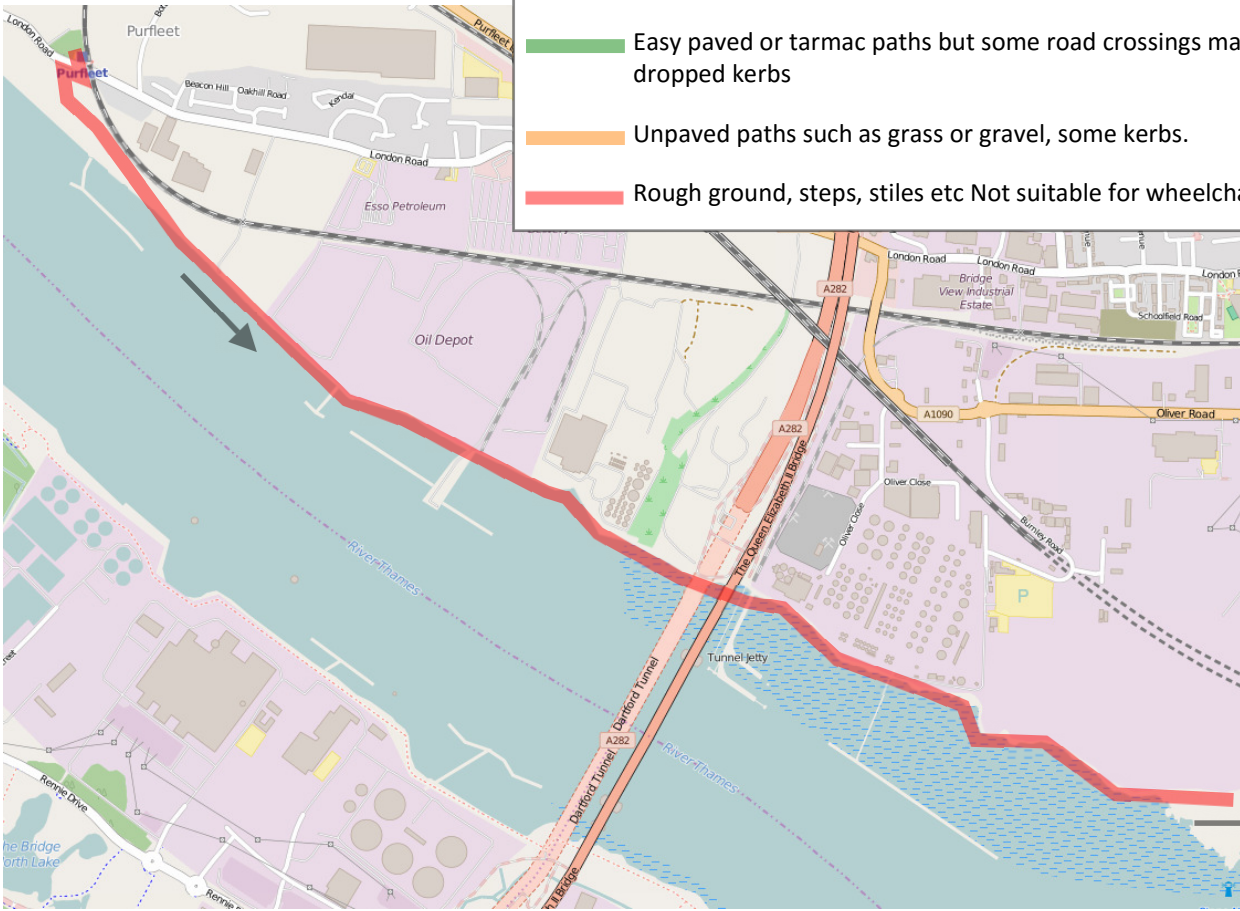 London Road
Purfleet
Purfleet
Beacon Hill
Oakhill Road
Kendal
London Road
Esso Petroleum
Easy paved or tarmac paths but some road crossings ma
dropped kerbs
Unpaved paths such as grass or gravel, some kerbs.
Rough ground, steps, stiles etc Not suitable for wheelcha
Purfleet
A282
London Road
London Road
London R
Bridge
View Industrial
Estate
Schoolfield Road
Oil Depot
A1090
Oliver Road
A282
The Queen Elizabeth II Bridge
Oliver Close
Oliver Close
Burnley Road
P
River Thames
Tunnel Jetty
Dartford Tunnel
A282
Dartford Tunnel
River Thames
Rennie Drive
he Bridge
orth Lake
Rennie
h II Bridge